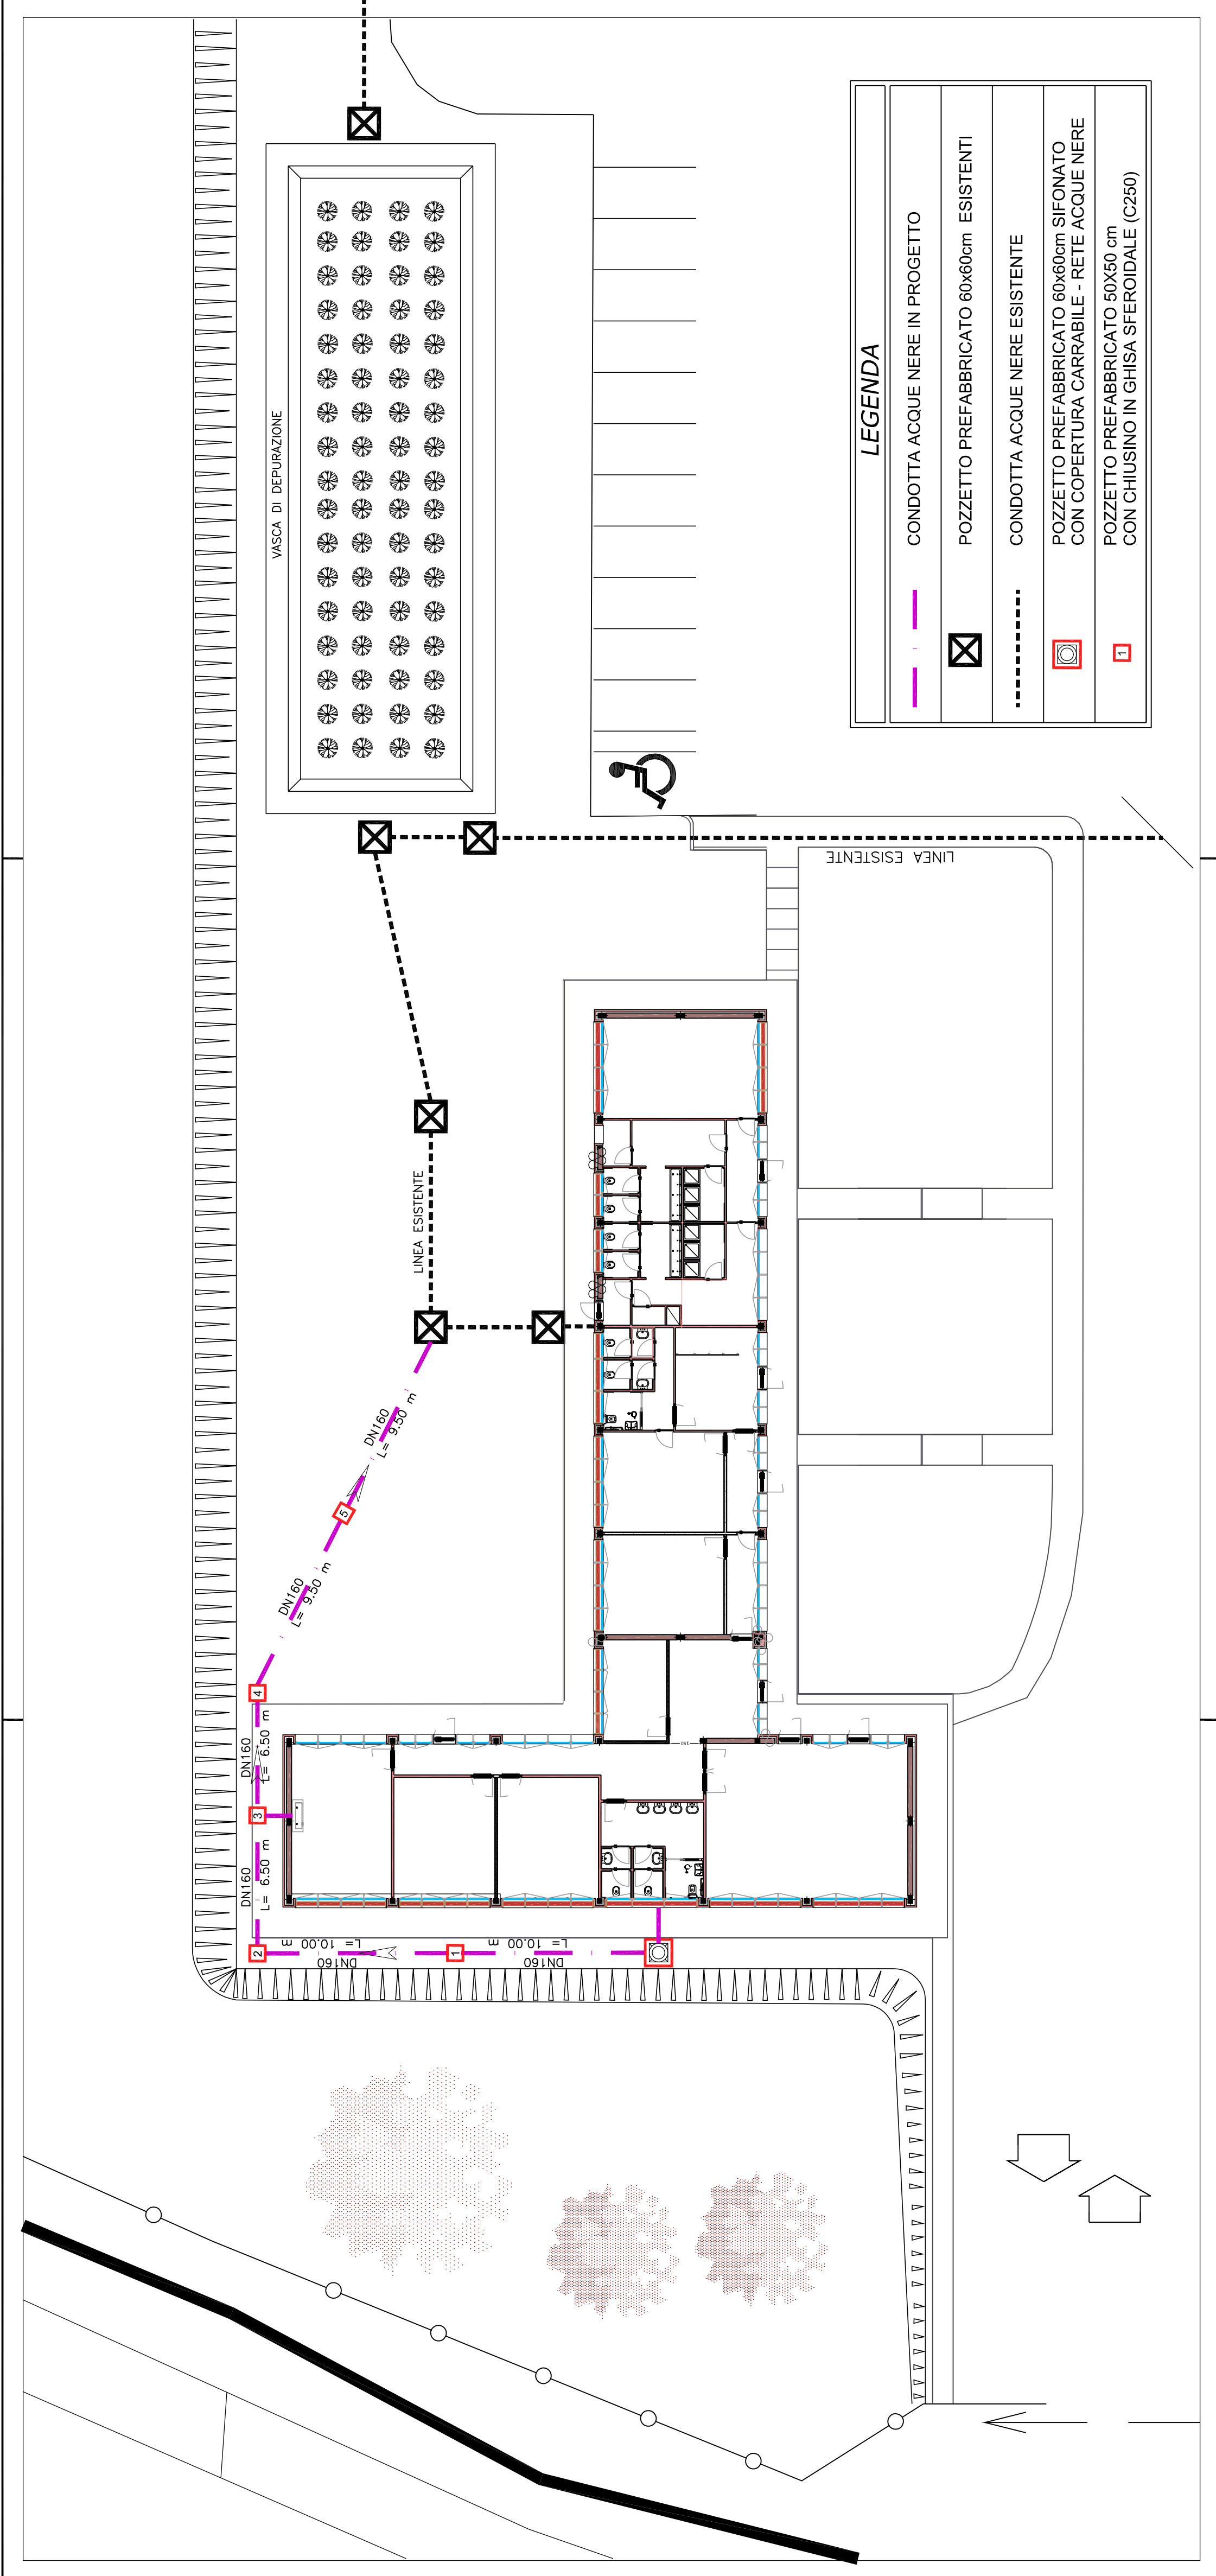 VASCA DI DEPURAZIONE
LEGENDA
CONDOTTA ACQUE NERE IN PROGETTO
POZZETTO PREFABBRICATO 60x60cm ESISTENTI
CONDOTTA ACQUE NERE ESISTENTE
POZZETTO PREFABBRICATO 60x60cm SIFONATO
CON COPERTURA CARRABILE - RETE ACQUE NERE
1
POZZETTO PREFABBRICATO 50X50 cm
CON CHIUSINO IN GHISA SFEROIDALE (C250)
LINEA ESISTENTE
LINEA ESISTENTE
DN160
L= 9.50 m
5
DN160
L= 9.50 m
4
DN160
L= 6.50 m
3
DN160
L= 6.50 m
2
L= 10.00 m
DN160
1
L= 10.00 m
DN160